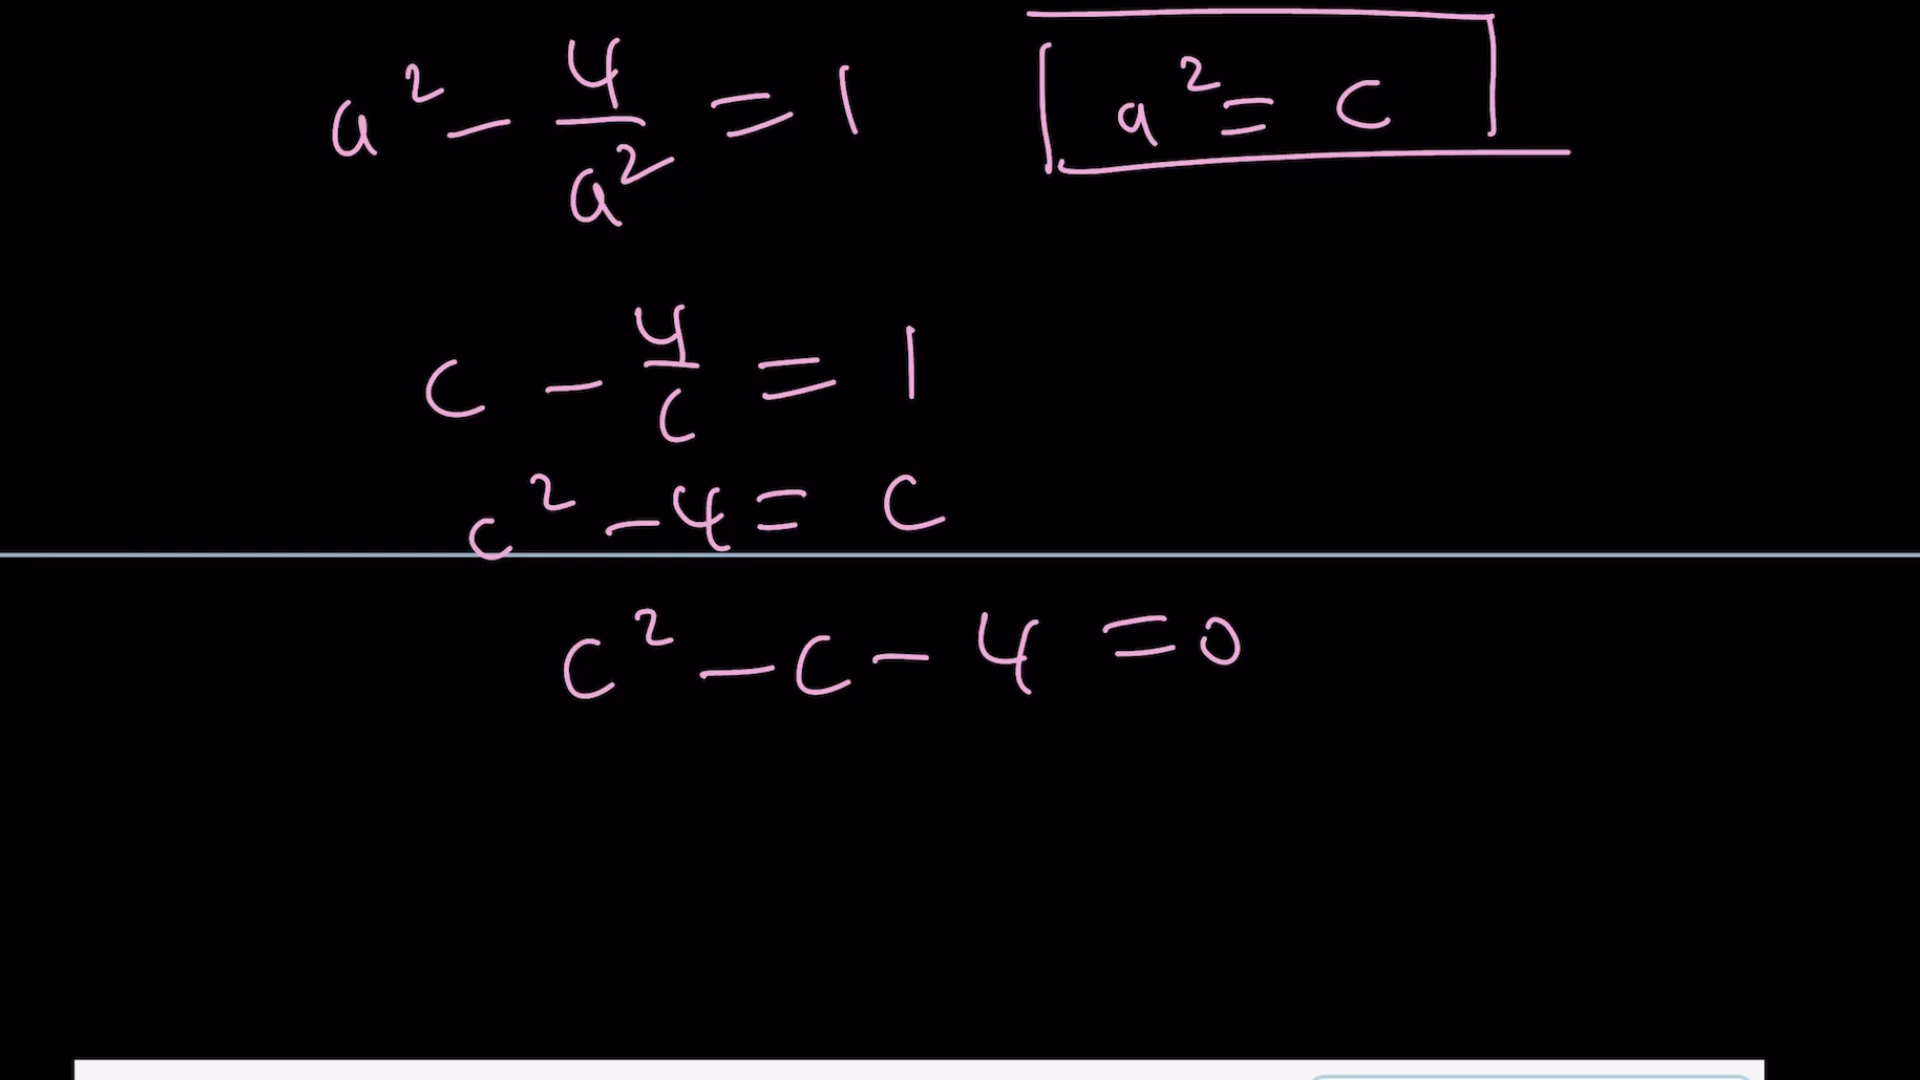 a² - 4/a² = 1 a² = c
c - 4/c = 1
c² - 4 = c
c² - c - 4 = 0